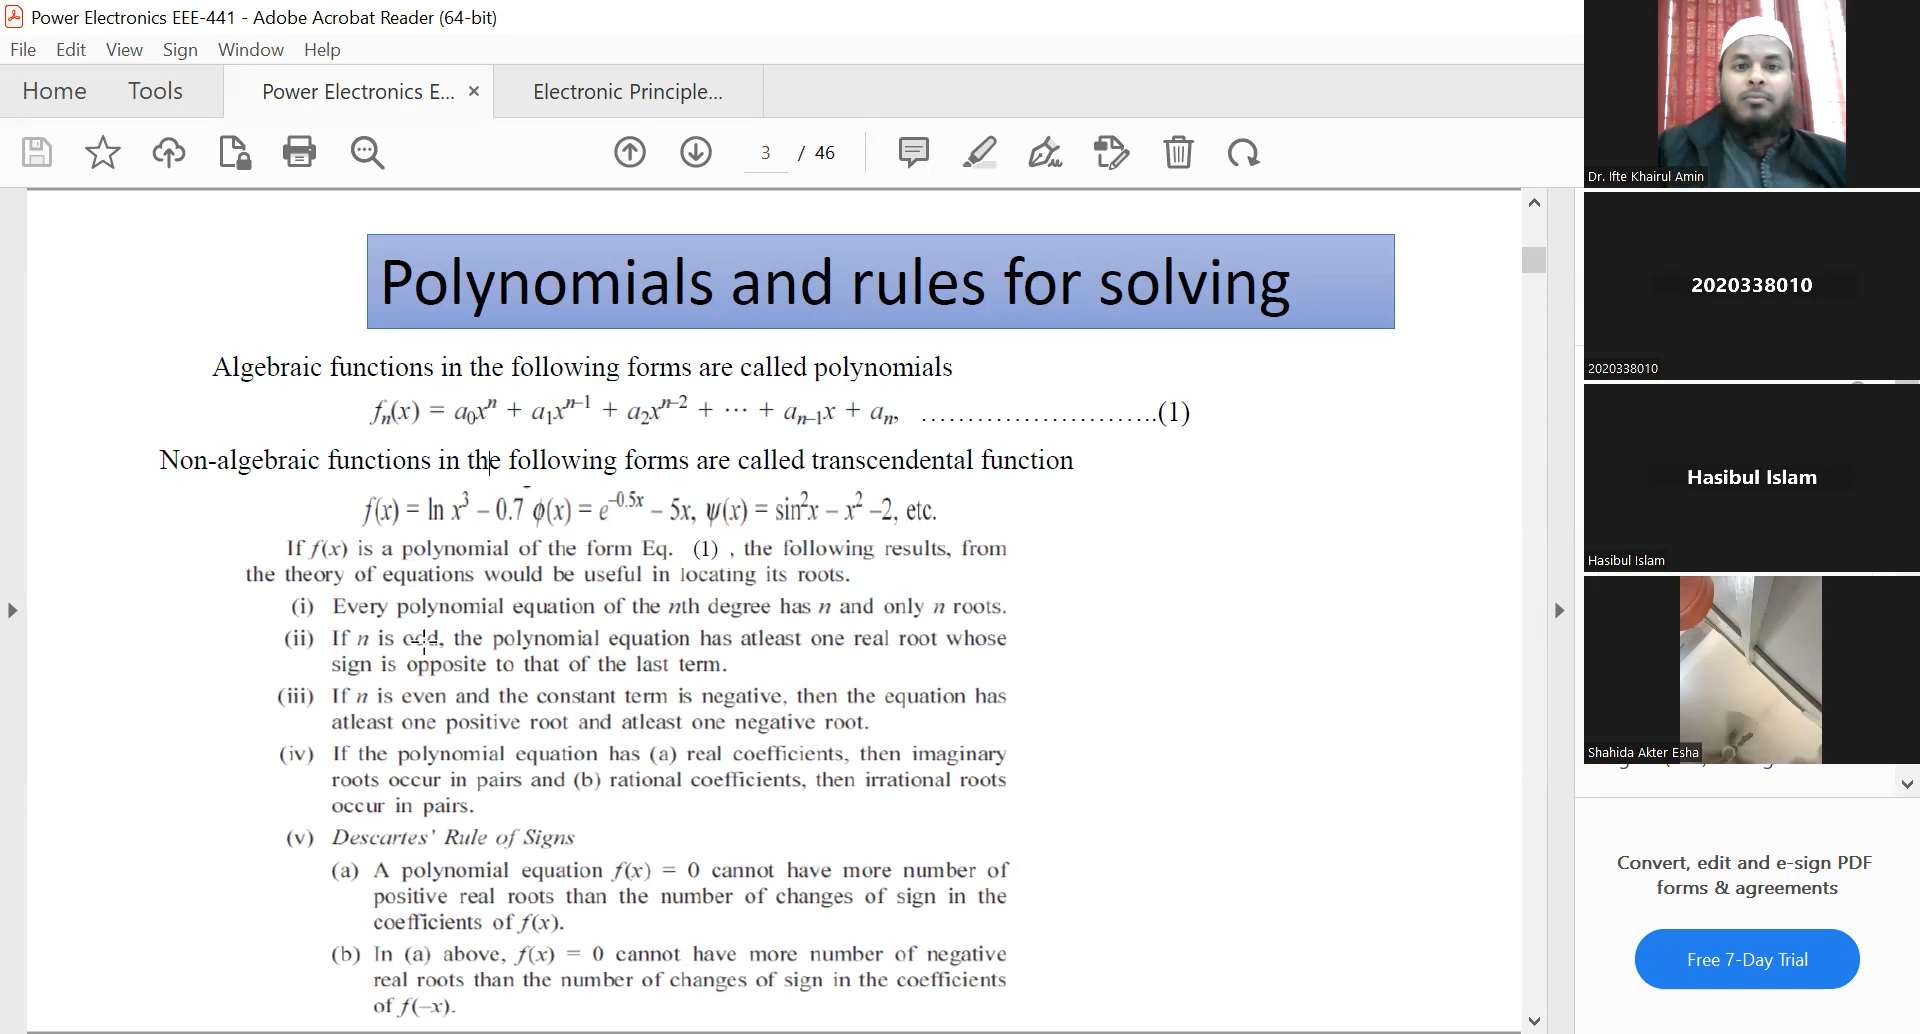 Power Electronics EEE-441 - Adobe Acrobat Reader (64-bit)
File Edit View Sign Window Help
Home Tools Power Electronics E... × Electronic Principle...
3 / 46
Polynomials and rules for solving
Algebraic functions in the following forms are called polynomials
fₙ(x) = a₀xⁿ + a₁xⁿ⁻¹ + a₂xⁿ⁻² + ··· + aₙ₋₁x + aₙ, ……………………..(1)
Non-algebraic functions in the following forms are called transcendental function
f(x) = ln x³ – 0.7 ϕ(x) = e^–0.5x – 5x, ψ(x) = sin²x – x² –2, etc.
If f(x) is a polynomial of the form Eq. (1) , the following results, from
the theory of equations would be useful in locating its roots.
(i) Every polynomial equation of the nth degree has n and only n roots.
(ii) If n is odd, the polynomial equation has atleast one real root whose
sign is opposite to that of the last term.
(iii) If n is even and the constant term is negative, then the equation has
atleast one positive root and atleast one negative root.
(iv) If the polynomial equation has (a) real coefficients, then imaginary
roots occur in pairs and (b) rational coefficients, then irrational roots
occur in pairs.
(v) Descartes' Rule of Signs
(a) A polynomial equation f(x) = 0 cannot have more number of
positive real roots than the number of changes of sign in the
coefficients of f(x).
(b) In (a) above, f(x) = 0 cannot have more number of negative
real roots than the number of changes of sign in the coefficients
of f(–x).
Dr. Ifte Khairul Amin
2020338010
2020338010
Hasibul Islam
Hasibul Islam
Shahida Akter Esha
Convert, edit and e-sign PDF
forms & agreements
Free 7-Day Trial